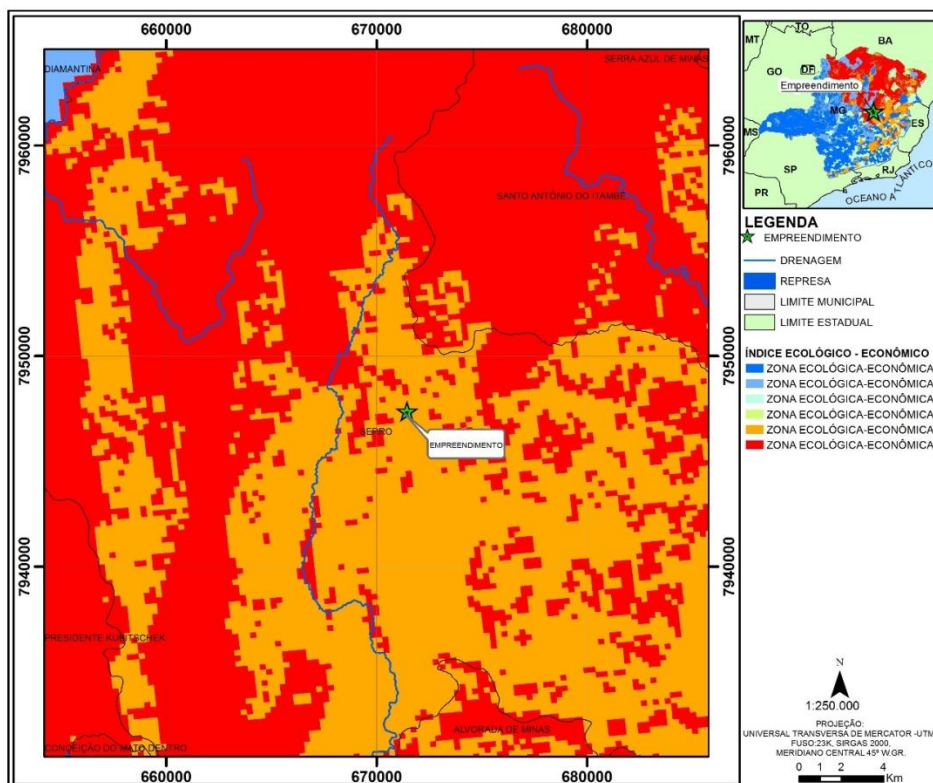 660000
670000
680000
7960000
7950000
7940000
7960000
7950000
7940000
660000
670000
680000
DIAMANTINA
SERRA AZUL DE MINAS
SANTO ANTÔNIO DO ITAMBÉ
SERRO
EMPREENDIMENTO
PRESIDENTE KUBITSCHEK
CONCEIÇÃO DO MATO DENTRO
ALVORADA DE MINAS
MT
TO
BA
GO
DF
Empreendimento
MG
MS
ES
SP
RJ
PR
OCEANO ATLÂNTICO
LEGENDA
EMPREENDIMENTO
DRENAGEM
REPRESA
LIMITE MUNICIPAL
LIMITE ESTADUAL
ÍNDICE ECOLÓGICO - ECONÔMICO
ZONA ECOLÓGICA-ECONÔMICA
ZONA ECOLÓGICA-ECONÔMICA
ZONA ECOLÓGICA-ECONÔMICA
ZONA ECOLÓGICA-ECONÔMICA
ZONA ECOLÓGICA-ECONÔMICA
ZONA ECOLÓGICA-ECONÔMICA
N
1:250.000
PROJEÇÃO:
UNIVERSAL TRANSVERSA DE MERCATOR -UTM
FUSO:23K, SIRGAS 2000,
MERIDIANO CENTRAL 45º W.GR.
0 1 2 4
Km